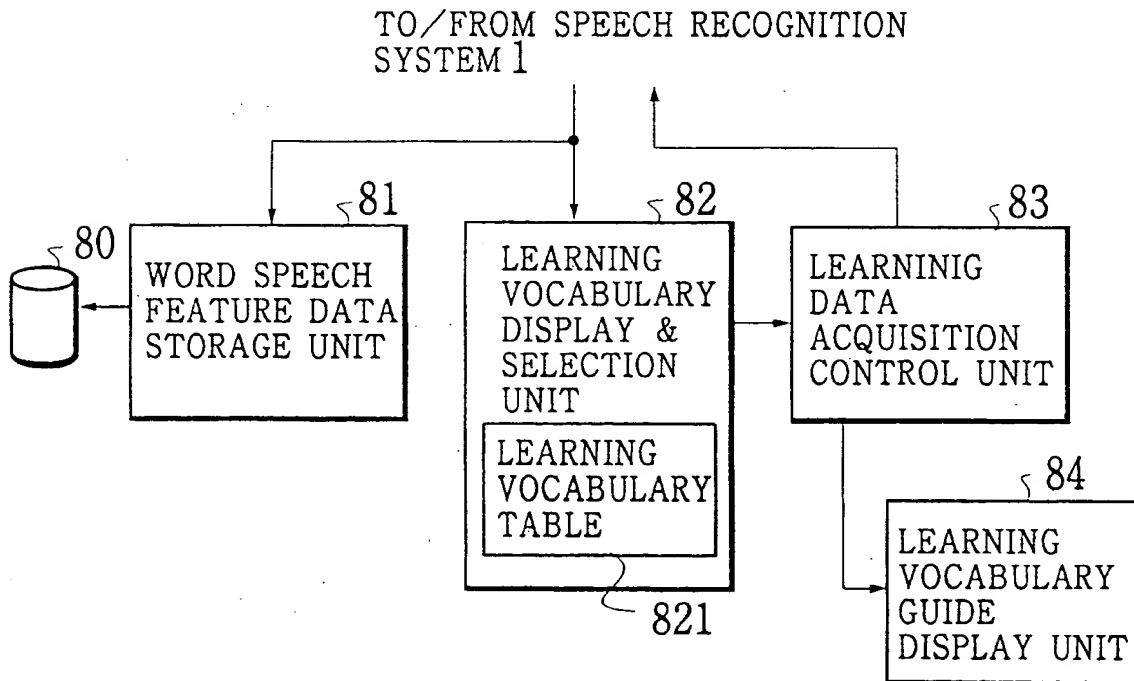 TO/FROM SPEECH RECOGNITION
SYSTEM 1
80
81
WORD SPEECH
FEATURE DATA
STORAGE UNIT
82
LEARNING
VOCABULARY
DISPLAY &
SELECTION
UNIT
LEARNING
VOCABULARY
TABLE
821
83
LEARNINIG
DATA
ACQUISITION
CONTROL UNIT
84
LEARNING
VOCABULARY
GUIDE
DISPLAY UNIT